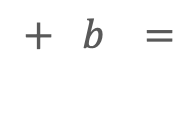 + b =